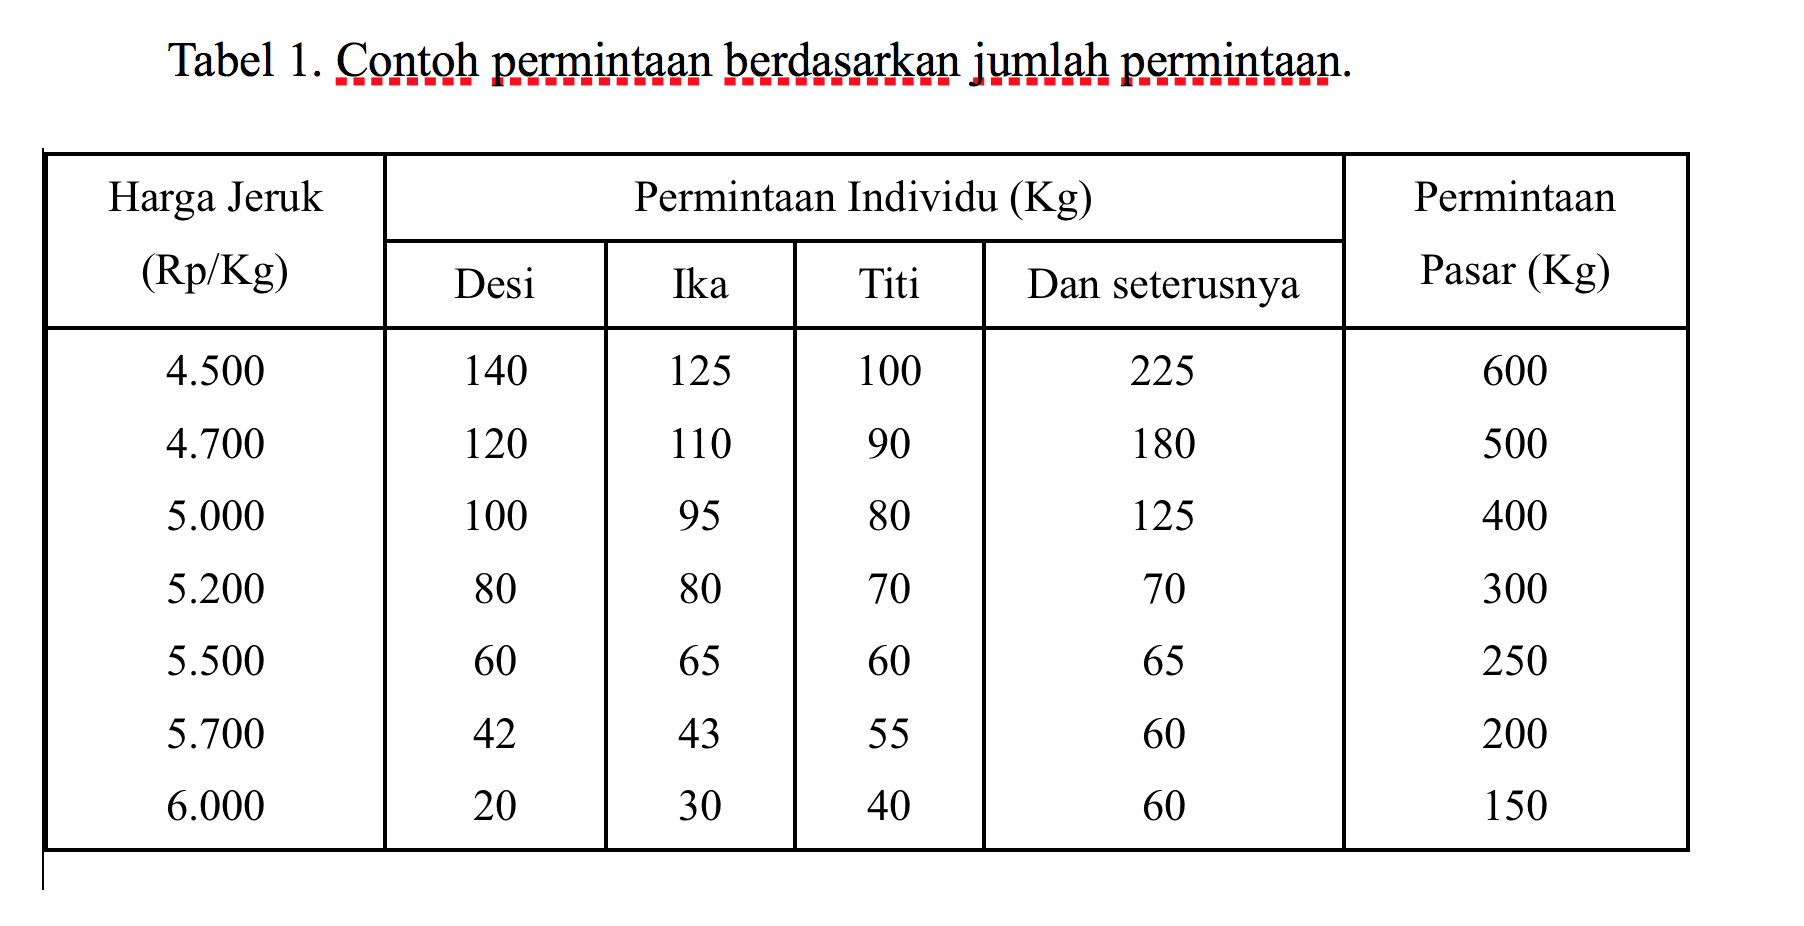 Tabel 1. Contoh permintaan berdasarkan jumlah permintaan.
Harga Jeruk (Rp/Kg) Permintaan Individu (Kg) Permintaan Pasar (Kg)
Desi Ika Titi Dan seterusnya
4.500 140 125 100 225 600
4.700 120 110 90 180 500
5.000 100 95 80 125 400
5.200 80 80 70 70 300
5.500 60 65 60 65 250
5.700 42 43 55 60 200
6.000 20 30 40 60 150